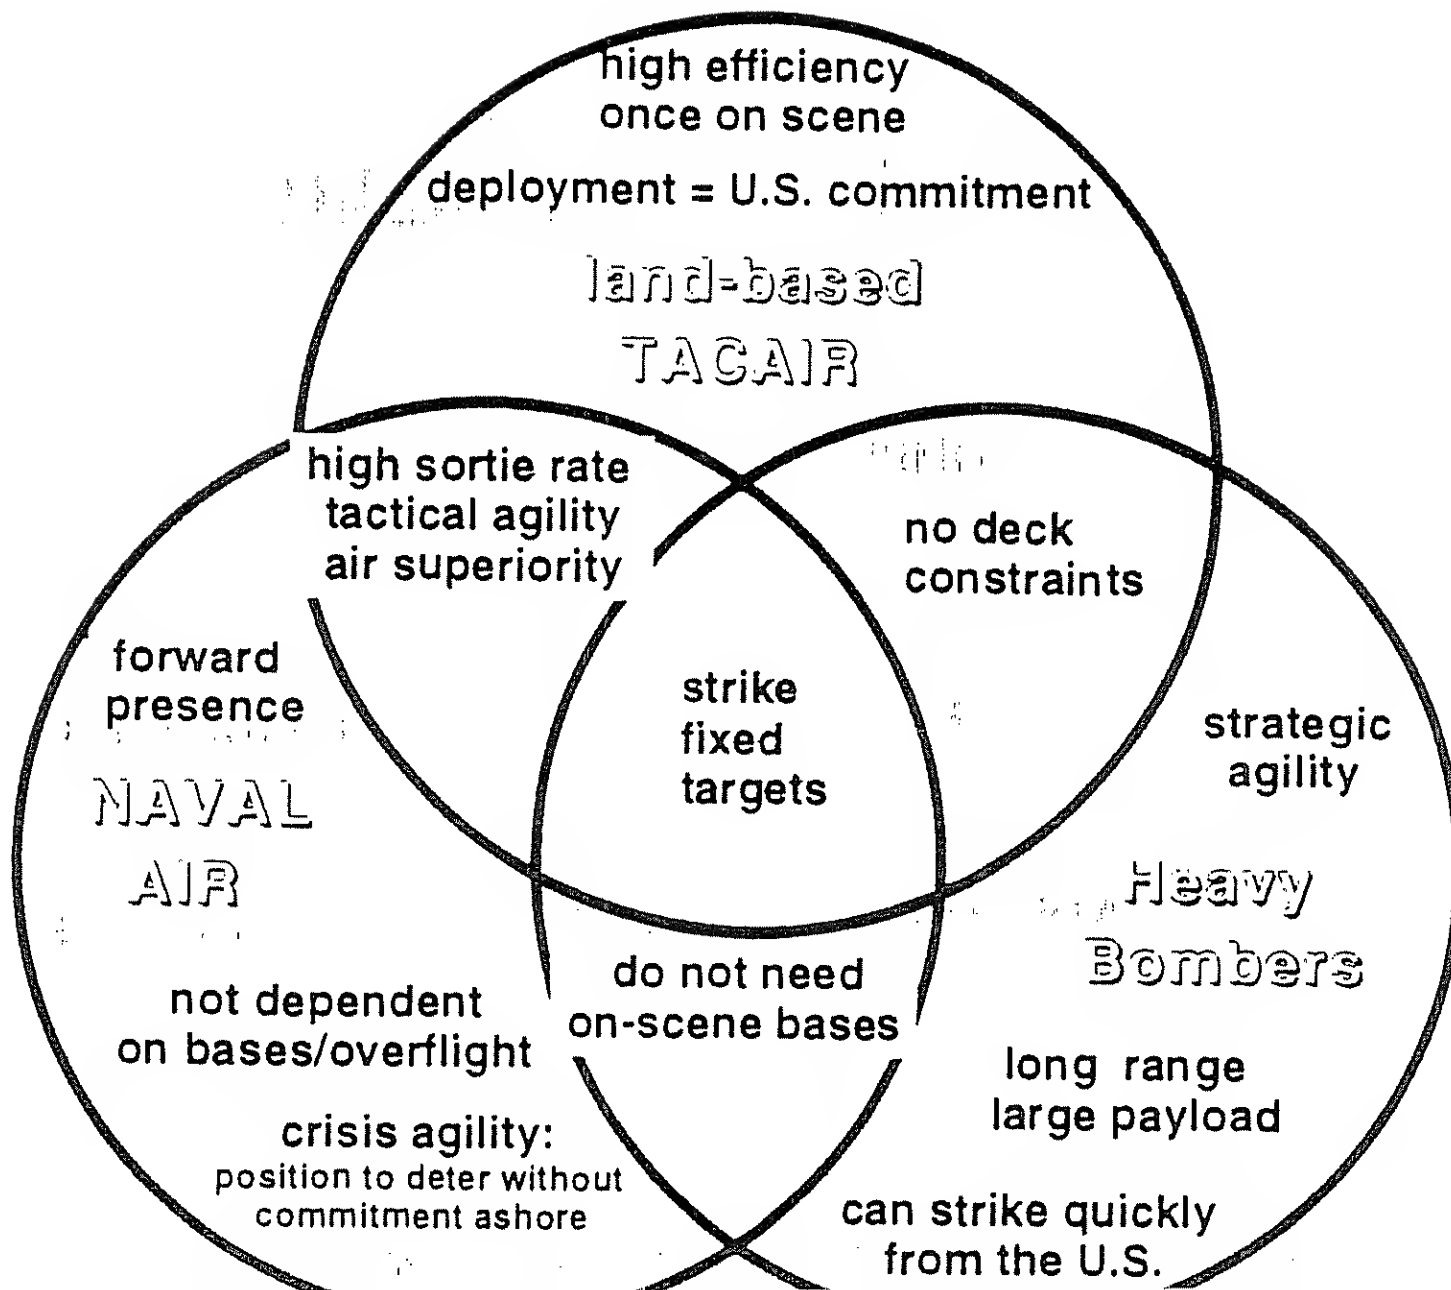 high efficiency
once on scene
deployment = U.S. commitment
land-based
TACAIR
high sortie rate
tactical agility
air superiority
no deck
constraints
forward
presence
NAVAL
AIR
strike
fixed
targets
strategic
agility
Heavy
Bombers
do not need
on-scene bases
not dependent
on bases/overflight
crisis agility:
position to deter without
commitment ashore
long range
large payload
can strike quickly
from the U.S.